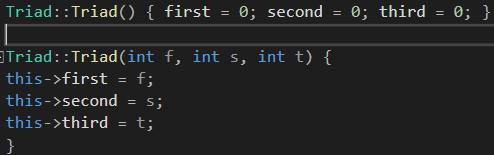 Triad::Triad() { first = 0; second = 0; third = 0; }
Triad::Triad(int f, int s, int t) {
this->first = f;
this->second = s;
this->third = t;
}